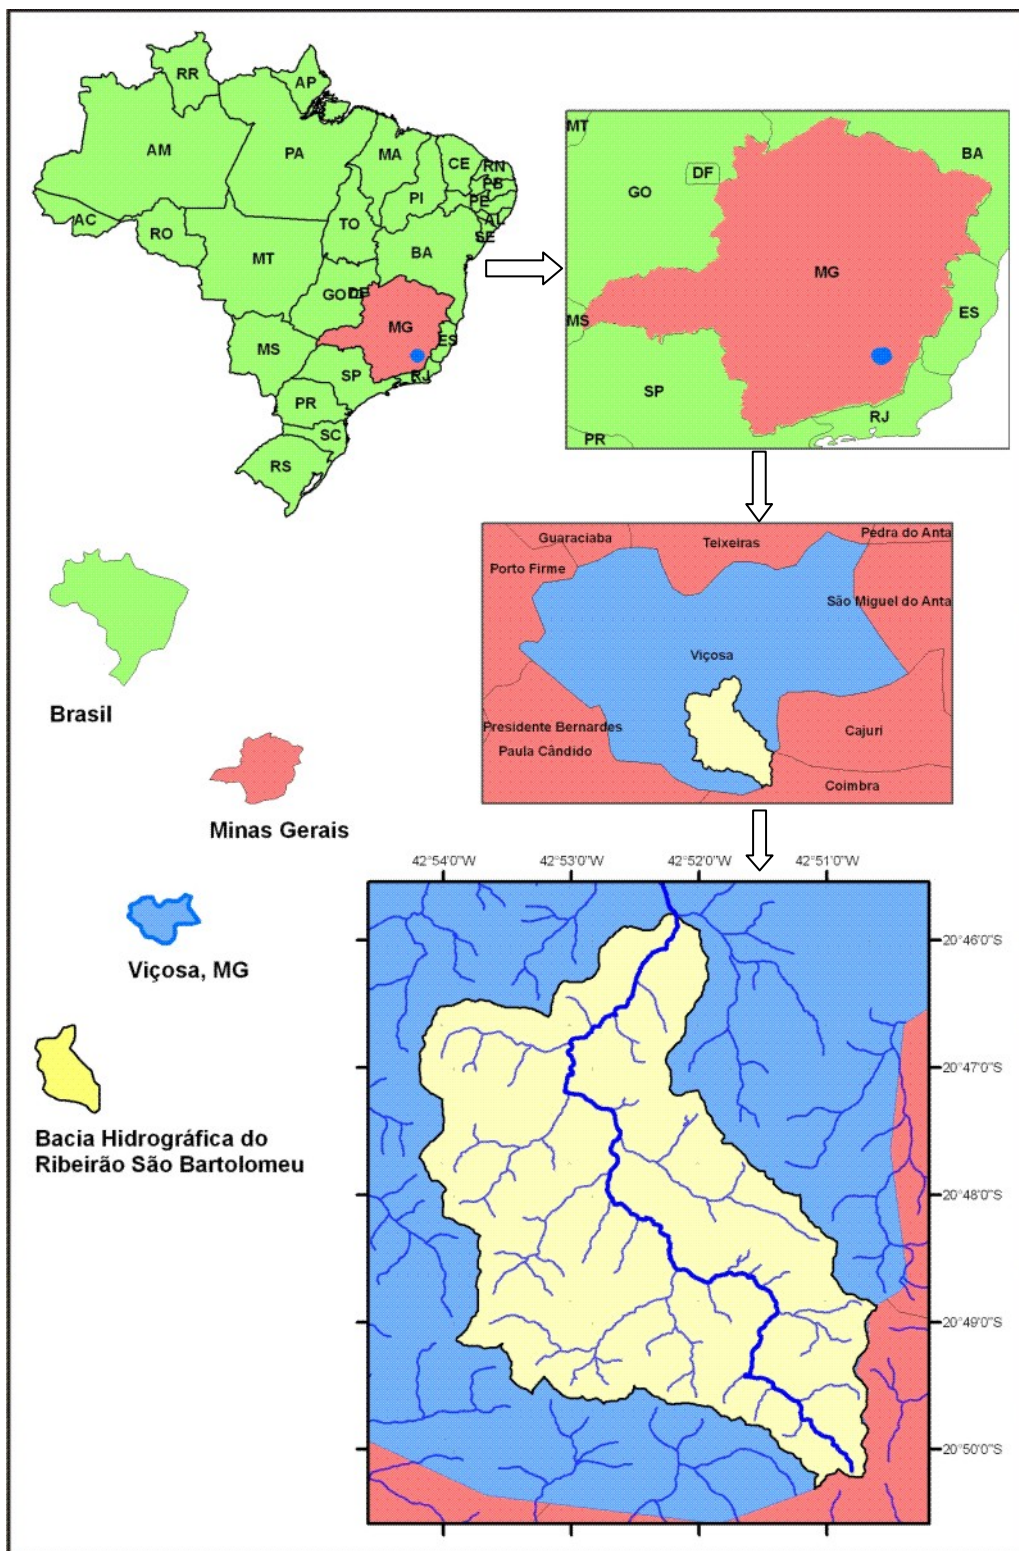 RR
AP
AM
PA
MA
CE
RN
PB
PI
PE
AL
SE
AC
RO
TO
BA
MT
GO
MG
MS
ES
SP
RJ
PR
SC
RS
MT
DF
BA
GO
MG
MS
ES
SP
RJ
PR
Guaraciaba
Teixeiras
Pedra do Anta
Porto Firme
São Miguel do Anta
Viçosa
Presidente Bernardes
Paula Cândido
Cajuri
Coimbra
Brasil
Minas Gerais
Viçosa, MG
Bacia Hidrográfica do
Ribeirão São Bartolomeu
42°54'0"W 42°53'0"W 42°52'0"W 42°51'0"W
20°46'0"S
20°47'0"S
20°48'0"S
20°49'0"S
20°50'0"S